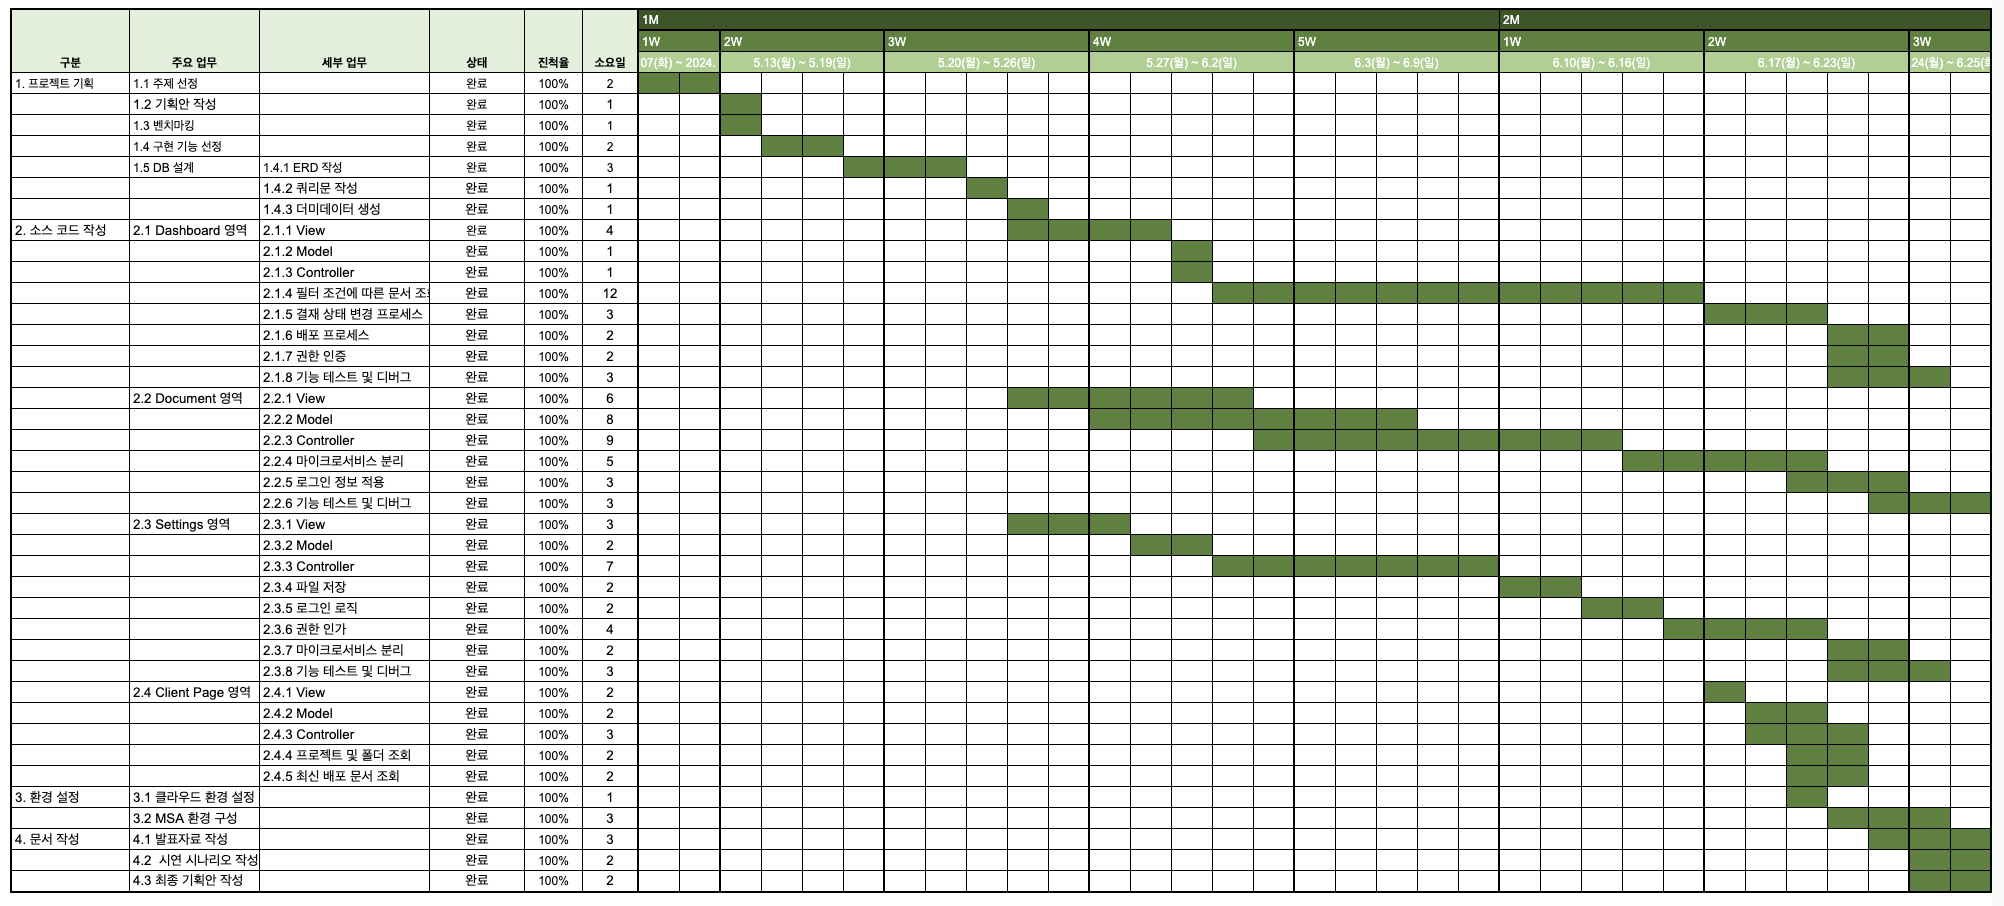 1M 2M
1W 2W 3W 4W 5W 1W 2W 3W
구분 주요 업무 세부 업무 상태 진척율 소요일 07(화) ~ 2024. 5.13(월) ~ 5.19(일) 5.20(월) ~ 5.26(일) 5.27(월) ~ 6.2(일) 6.3(월) ~ 6.9(일) 6.10(월) ~ 6.16(일) 6.17(월) ~ 6.23(일) 24(월) ~ 6.25(화
1. 프로젝트 기획 1.1 주제 선정 완료 100% 2
1.2 기획안 작성 완료 100% 1
1.3 벤치마킹 완료 100% 1
1.4 구현 기능 선정 완료 100% 2
1.5 DB 설계 1.4.1 ERD 작성 완료 100% 3
1.4.2 쿼리문 작성 완료 100% 1
1.4.3 더미데이터 생성 완료 100% 1
2. 소스 코드 작성 2.1 Dashboard 영역 2.1.1 View 완료 100% 4
2.1.2 Model 완료 100% 1
2.1.3 Controller 완료 100% 1
2.1.4 필터 조건에 따른 문서 조회 완료 100% 12
2.1.5 결재 상태 변경 프로세스 완료 100% 3
2.1.6 배포 프로세스 완료 100% 2
2.1.7 권한 인증 완료 100% 2
2.1.8 기능 테스트 및 디버그 완료 100% 3
2.2 Document 영역 2.2.1 View 완료 100% 6
2.2.2 Model 완료 100% 8
2.2.3 Controller 완료 100% 9
2.2.4 마이크로서비스 분리 완료 100% 5
2.2.5 로그인 정보 적용 완료 100% 3
2.2.6 기능 테스트 및 디버그 완료 100% 3
2.3 Settings 영역 2.3.1 View 완료 100% 3
2.3.2 Model 완료 100% 2
2.3.3 Controller 완료 100% 7
2.3.4 파일 저장 완료 100% 2
2.3.5 로그인 로직 완료 100% 2
2.3.6 권한 인가 완료 100% 4
2.3.7 마이크로서비스 분리 완료 100% 2
2.3.8 기능 테스트 및 디버그 완료 100% 3
2.4 Client Page 영역 2.4.1 View 완료 100% 2
2.4.2 Model 완료 100% 2
2.4.3 Controller 완료 100% 3
2.4.4 프로젝트 및 폴더 조회 완료 100% 2
2.4.5 최신 배포 문서 조회 완료 100% 2
3. 환경 설정 3.1 클라우드 환경 설정 완료 100% 1
3.2 MSA 환경 구성 완료 100% 3
4. 문서 작성 4.1 발표자료 작성 완료 100% 3
4.2 시연 시나리오 작성 완료 100% 2
4.3 최종 기획안 작성 완료 100% 2